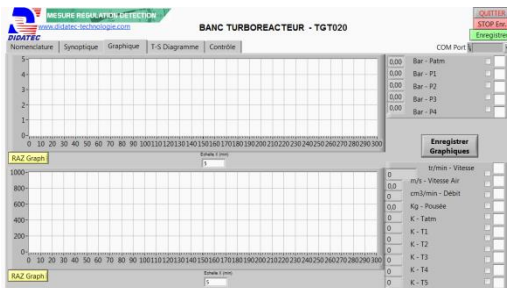 MESURE REGULATION DETECTION
www.didatec-technologie.com
DIDATEC
BANC TURBOREACTEUR - TGT020
QUITTER
STOP Enr.
Enregistrer
Nomenclature Synoptique Graphique T-S Diagramme Contrôle
COM Port
5
4
3
2
1
0
0 10 20 30 40 50 60 70 80 90 100 110 120 130 140 150 160 170 180 190 200 210 220 230 240 250 260 270 280 290 300
0,00 Bar - Patm
0,00 Bar - P1
0,00 Bar - P2
0,00 Bar - P3
0,00 Bar - P4
RAZ Graph
Echelle X (min)
5
Enregistrer
Graphiques
1000
800
600
400
200
0
0 10 20 30 40 50 60 70 80 90 100 110 120 130 140 150 160 170 180 190 200 210 220 230 240 250 260 270 280 290 300
tr/min - Vitesse
0 m/s - Vitesse Air
0,0 cm3/min - Débit
0 Kg - Pousée
0,0 K - Tatm
0 K - T1
0 K - T2
0 K - T3
0 K - T4
0 K - T5
RAZ Graph
Echelle X (min)
5